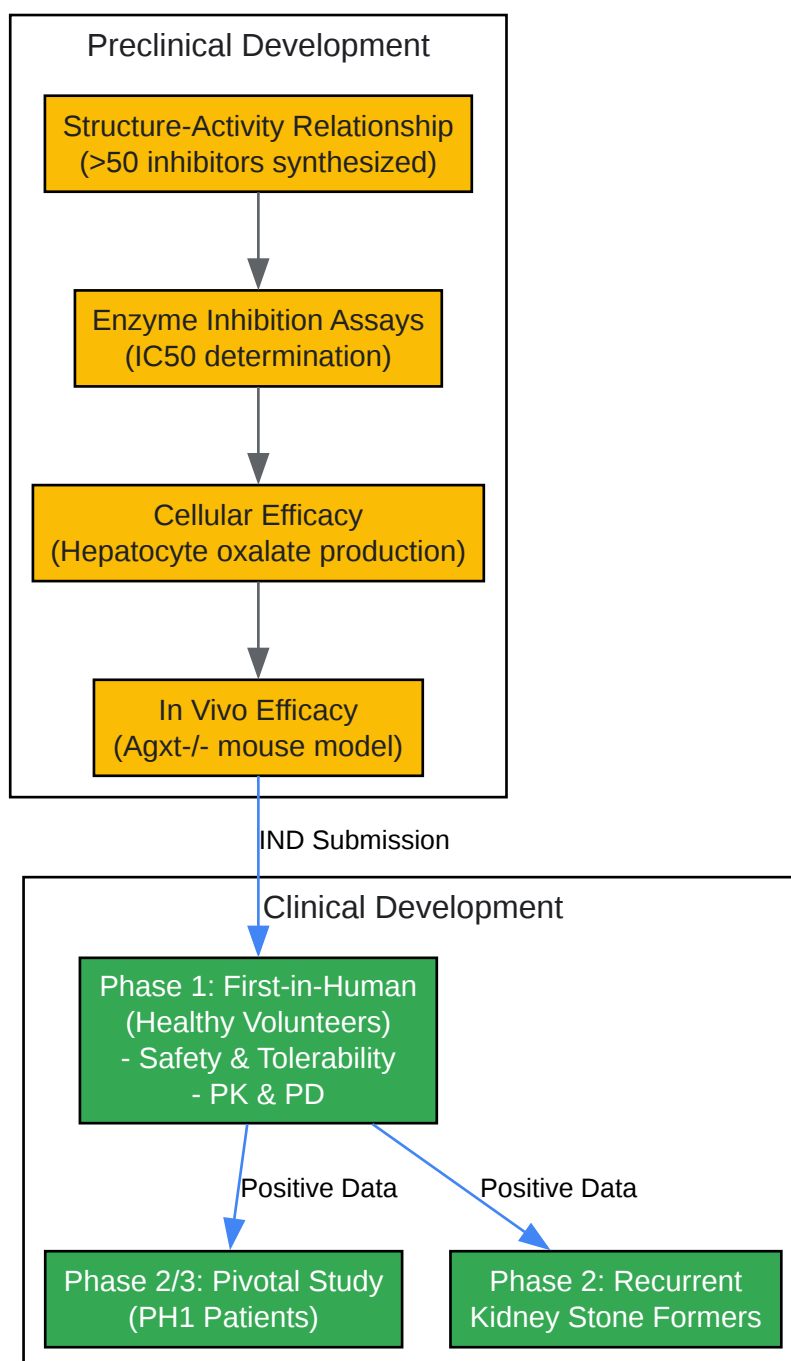 Preclinical Development
Structure-Activity Relationship
(>50 inhibitors synthesized)
Enzyme Inhibition Assays
(IC50 determination)
Cellular Efficacy
(Hepatocyte oxalate production)
In Vivo Efficacy
(Agxt-/- mouse model)
IND Submission
Clinical Development
Phase 1: First-in-Human
(Healthy Volunteers)
- Safety & Tolerability
- PK & PD
Positive Data
Positive Data
Phase 2/3: Pivotal Study
(PH1 Patients)
Phase 2: Recurrent
Kidney Stone Formers